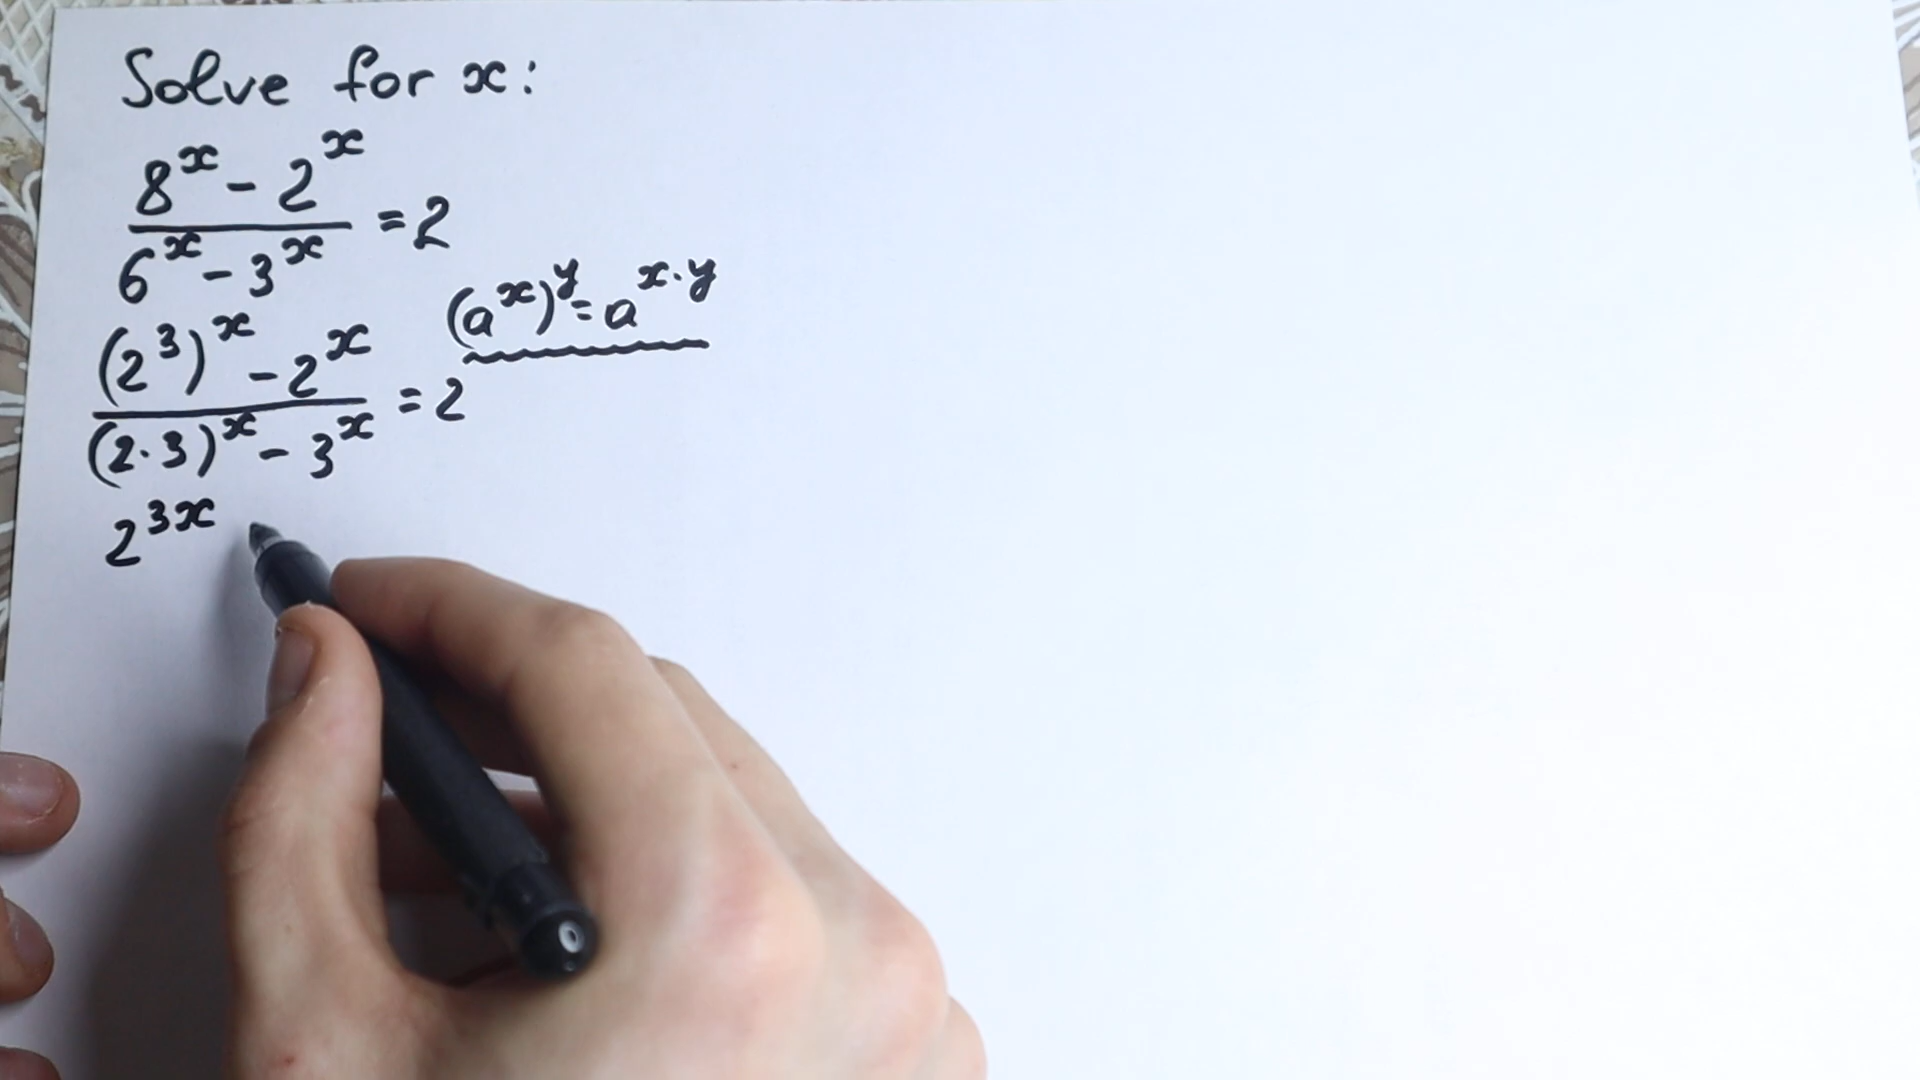 Solve for x:
8^x - 2^x
= 2
6^x - 3^x
(a^x)^y = a^{x·y}
(2^3)^x - 2^x
= 2
(2·3)^x - 3^x
2^{3x}